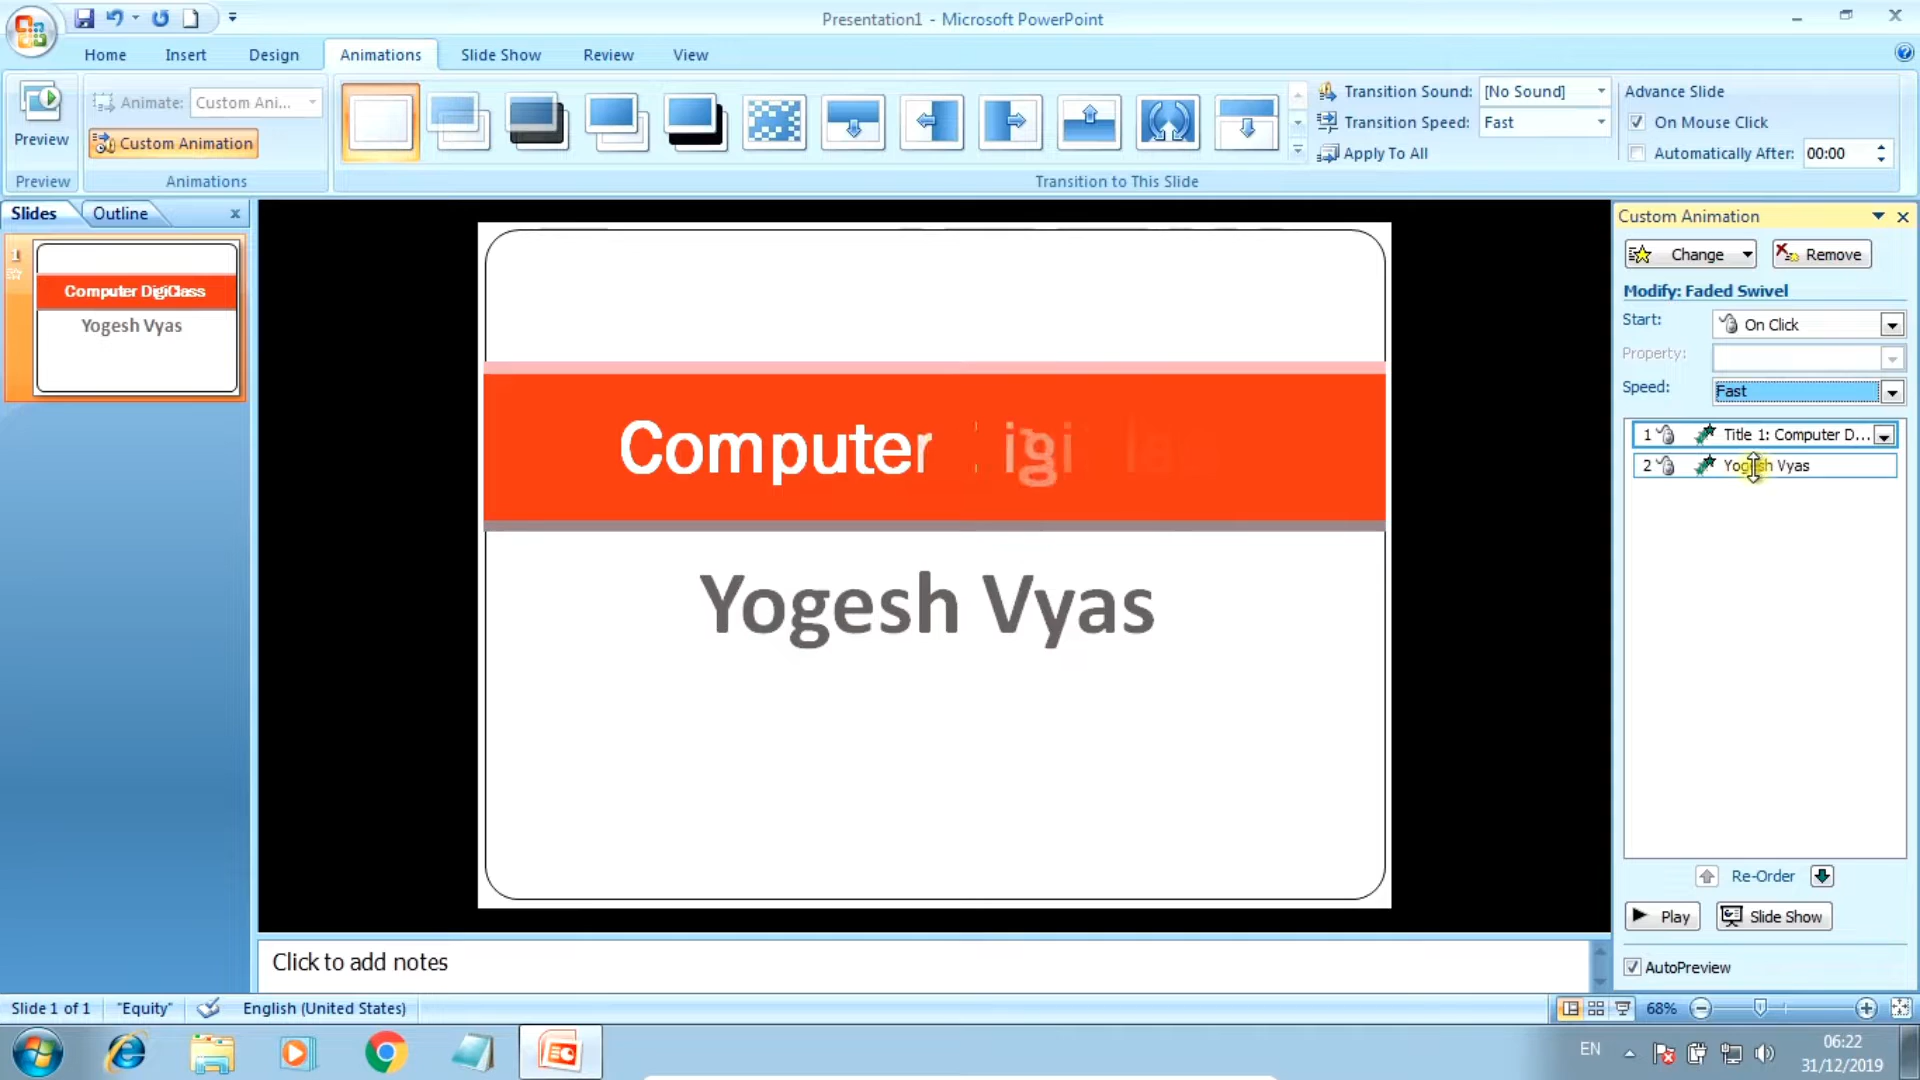 Presentation1 - Microsoft PowerPoint
Home Insert Design Animations Slide Show Review View
Preview
Animate: Custom Ani...
Custom Animation
Preview Animations
Transition Sound: [No Sound]
Transition Speed: Fast
Apply To All
Transition to This Slide
Advance Slide
On Mouse Click
Automatically After: 00:00
Slides Outline
1
Computer DigiClass
Yogesh Vyas
Computer igi
Yogesh Vyas
Click to add notes
Custom Animation
Change Remove
Modify: Faded Swivel
Start: On Click
Property:
Speed: Fast
1 Title 1: Computer D...
2 Yogesh Vyas
Re-Order
Play Slide Show
AutoPreview
Slide 1 of 1 "Equity" English (United States) 68%
EN 06:22
31/12/2019